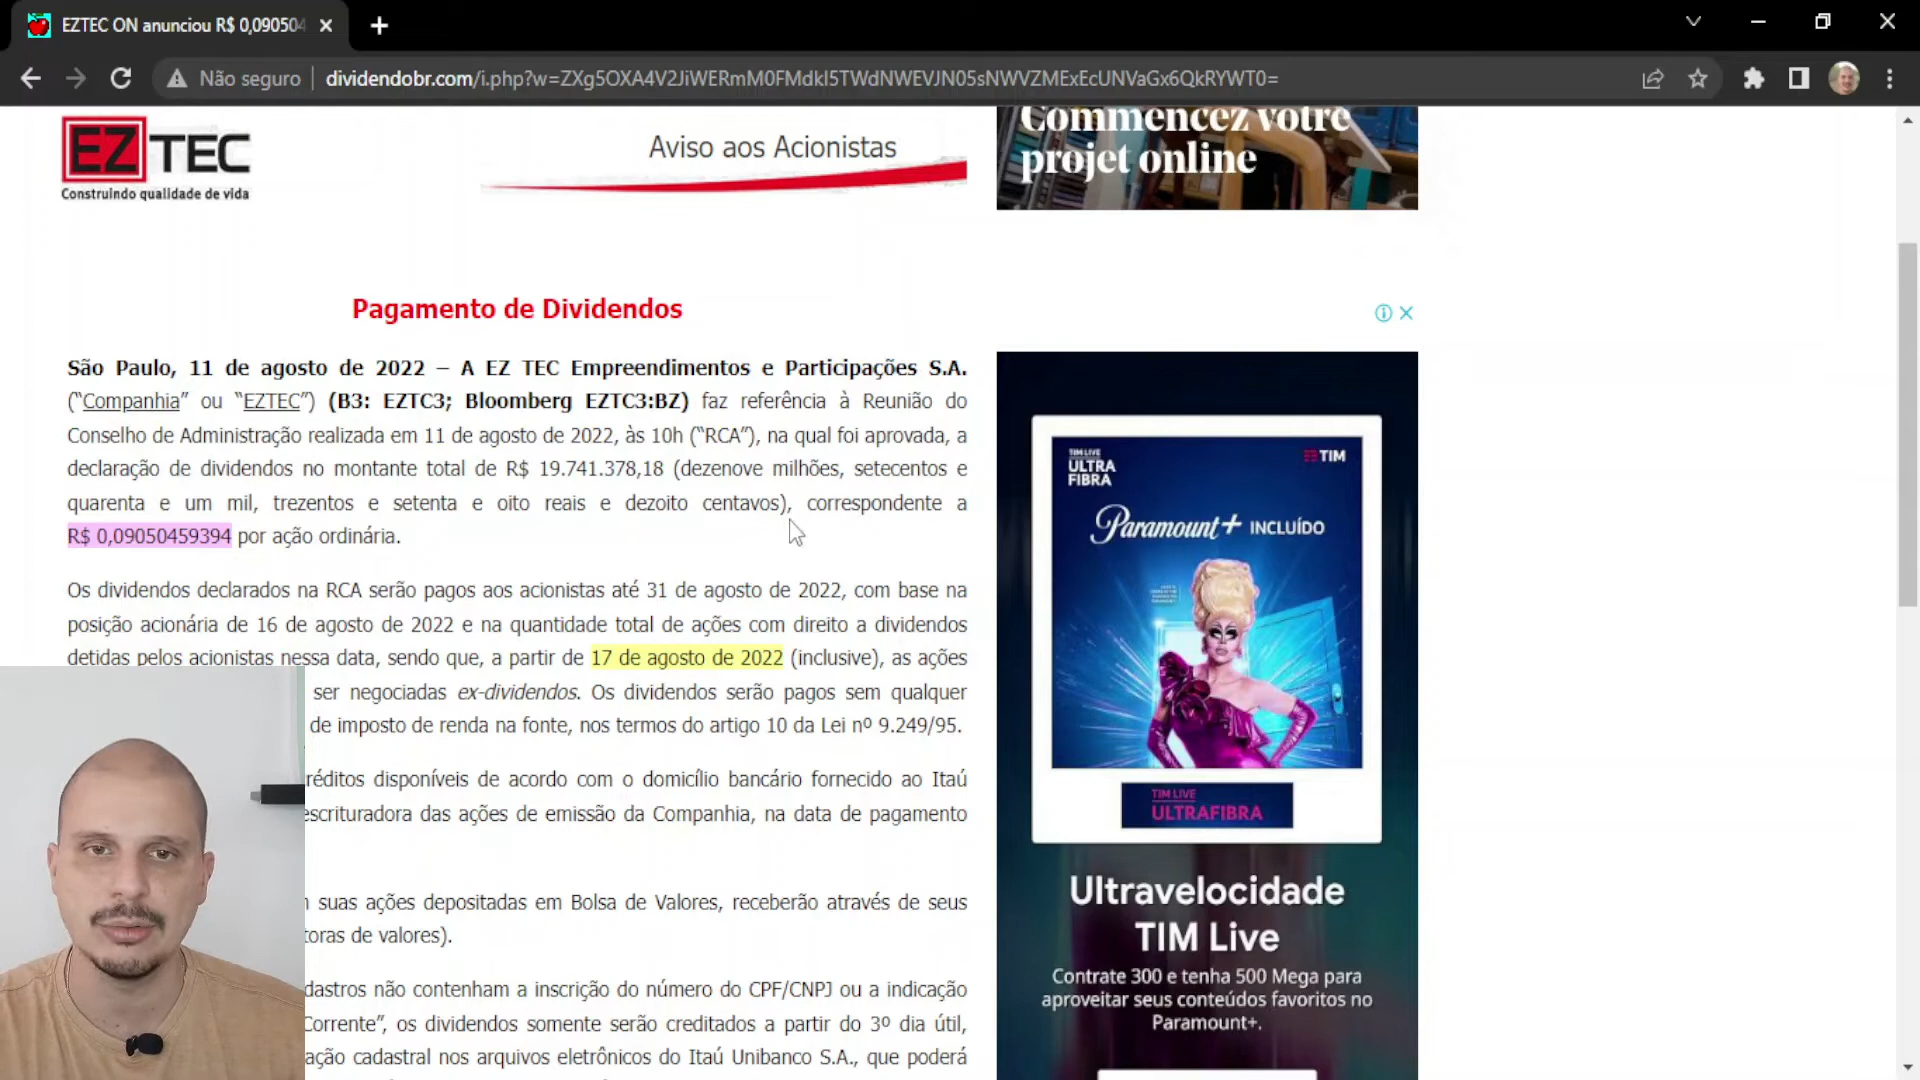 EZTEC ON anunciou R$ 0,090504
Não seguro
dividendobr.com/i.php?w=ZXg5OXA4V2JiWERmM0FMdkl5TWdNWEVJN05sNWVZMExEcUNVaGx6QkRYWT0=
EZTEC
Construindo qualidade de vida
Aviso aos Acionistas
Commencez votre
projet online
Pagamento de Dividendos
São Paulo, 11 de agosto de 2022 – A EZ TEC Empreendimentos e Participações S.A.
(“Companhia” ou “EZTEC”) (B3: EZTC3; Bloomberg EZTC3:BZ) faz referência à Reunião do
Conselho de Administração realizada em 11 de agosto de 2022, às 10h (“RCA”), na qual foi aprovada, a
declaração de dividendos no montante total de R$ 19.741.378,18 (dezenove milhões, setecentos e
quarenta e um mil, trezentos e setenta e oito reais e dezoito centavos), correspondente a
R$ 0,09050459394 por ação ordinária.
Os dividendos declarados na RCA serão pagos aos acionistas até 31 de agosto de 2022, com base na
posição acionária de 16 de agosto de 2022 e na quantidade total de ações com direito a dividendos
detidas pelos acionistas nessa data, sendo que, a partir de 17 de agosto de 2022 (inclusive), as ações
ser negociadas ex-dividendos. Os dividendos serão pagos sem qualquer
de imposto de renda na fonte, nos termos do artigo 10 da Lei nº 9.249/95.
réditos disponíveis de acordo com o domicílio bancário fornecido ao Itaú
escrituradora das ações de emissão da Companhia, na data de pagamento
suas ações depositadas em Bolsa de Valores, receberão através de seus
toras de valores).
dastros não contenham a inscrição do número do CPF/CNPJ ou a indicação
Corrente”, os dividendos somente serão creditados a partir do 3º dia útil,
ação cadastral nos arquivos eletrônicos do Itaú Unibanco S.A., que poderá
TIM LIVE
ULTRA
FIBRA
TIM
Paramount+ INCLUÍDO
TIM LIVE
ULTRAFIBRA
Ultravelocidade
TIM Live
Contrate 300 e tenha 500 Mega para
aproveitar seus conteúdos favoritos no
Paramount+.